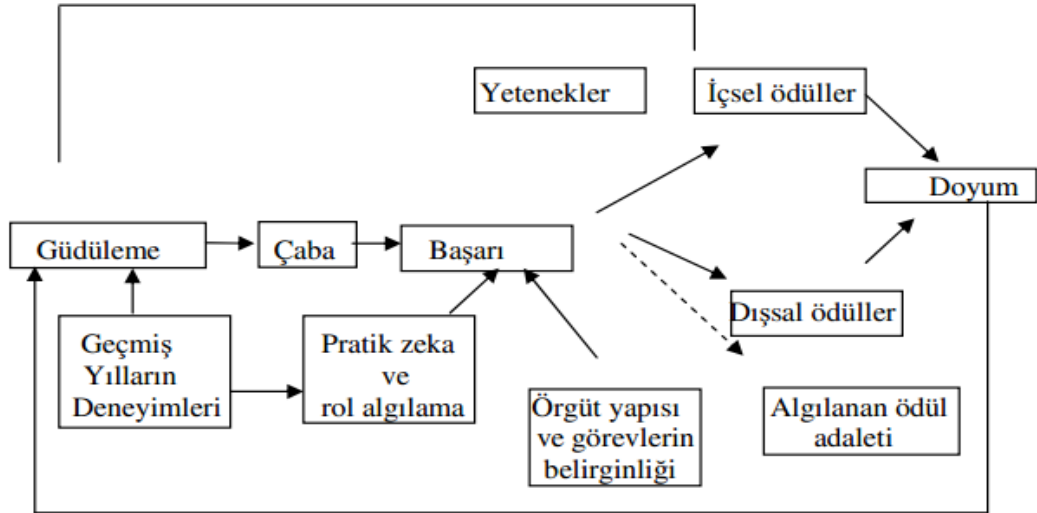 Yetenekler
İçsel ödüller
Doyum
Güdüleme
Çaba
Başarı
Dışsal ödüller
Geçmiş
Yılların
Deneyimleri
Pratik zeka
ve
rol algılama
Örgüt yapısı
ve görevlerin
belirginliği
Algılanan ödül
adaleti